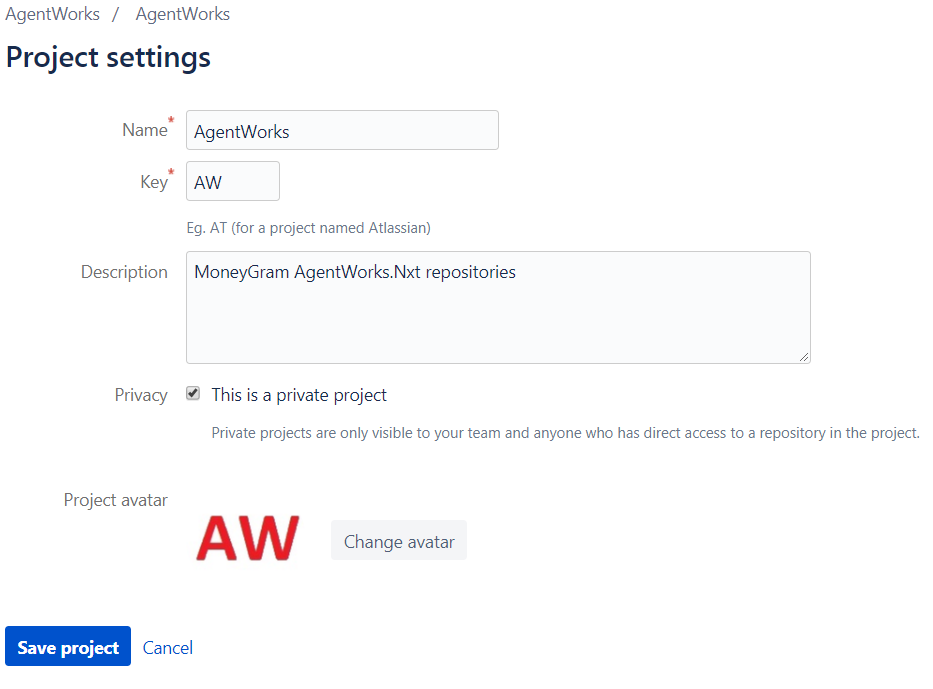 AgentWorks / AgentWorks
Project settings
Name*
AgentWorks
Key*
AW
Eg. AT (for a project named Atlassian)
Description
MoneyGram AgentWorks.Nxt repositories
Privacy
This is a private project
Private projects are only visible to your team and anyone who has direct access to a repository in the project.
Project avatar
AW
Change avatar
Save project Cancel